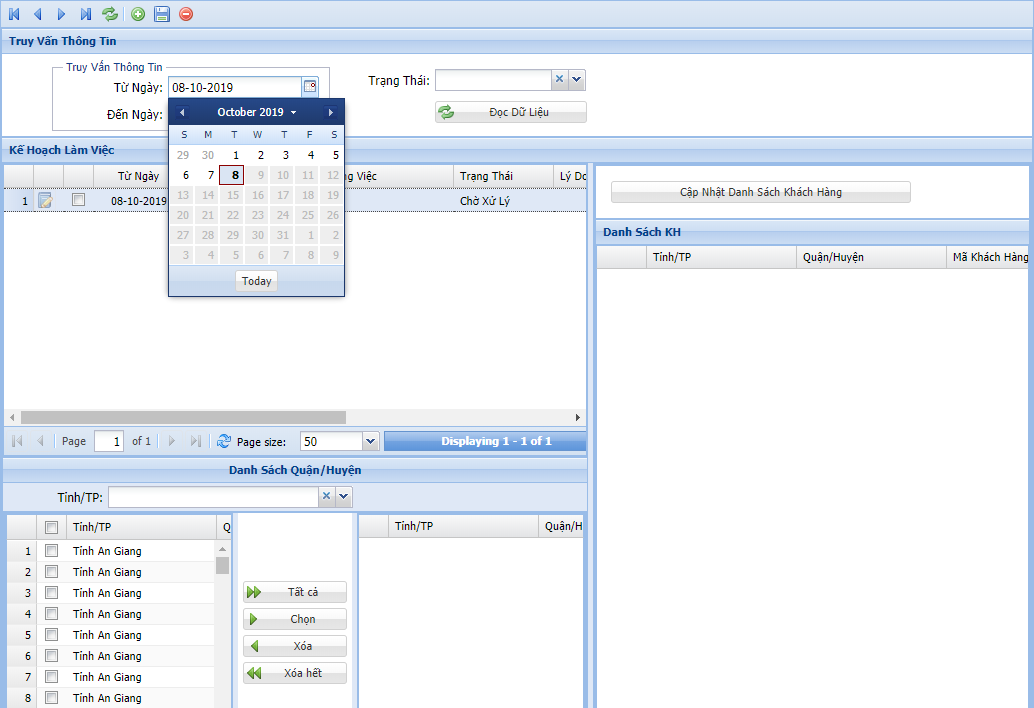 Truy Vấn Thông Tin
Truy Vấn Thông Tin
Từ Ngày: 08-10-2019
Trạng Thái:
Đến Ngày:
Đọc Dữ Liệu
October 2019
S M T W T F S
29 30 1 2 3 4 5
6 7 8 9 10 11 12
13 14 15 16 17 18 19
20 21 22 23 24 25 26
27 28 29 30 31 1 2
3 4 5 6 7 8 9
Today
Kế Hoạch Làm Việc
Từ Ngày Việc Trạng Thái Lý Do
1 08-10-2019 Chờ Xử Lý
Page 1 of 1 Page size: 50 Displaying 1 - 1 of 1
Cập Nhật Danh Sách Khách Hàng
Danh Sách KH
Tỉnh/TP Quận/Huyện Mã Khách Hàng
Danh Sách Quận/Huyện
Tỉnh/TP:
Tỉnh/TP Q
1 Tỉnh An Giang
2 Tỉnh An Giang
3 Tỉnh An Giang
4 Tỉnh An Giang
5 Tỉnh An Giang
6 Tỉnh An Giang
7 Tỉnh An Giang
8 Tỉnh An Giang
Tất cả
Chọn
Xóa
Xóa hết
Tỉnh/TP Quận/H